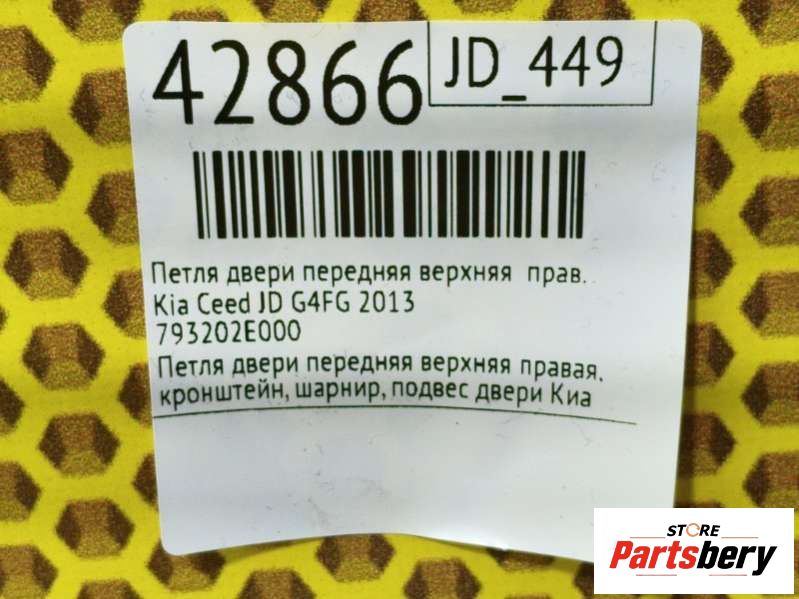 42866
JD_449
Петля двери передняя верхняя прав.
Kia Ceed JD G4FG 2013
793202E000
Петля двери передняя верхняя правая,
кронштейн, шарнир, подвес двери Киа
STORE
Partsbery